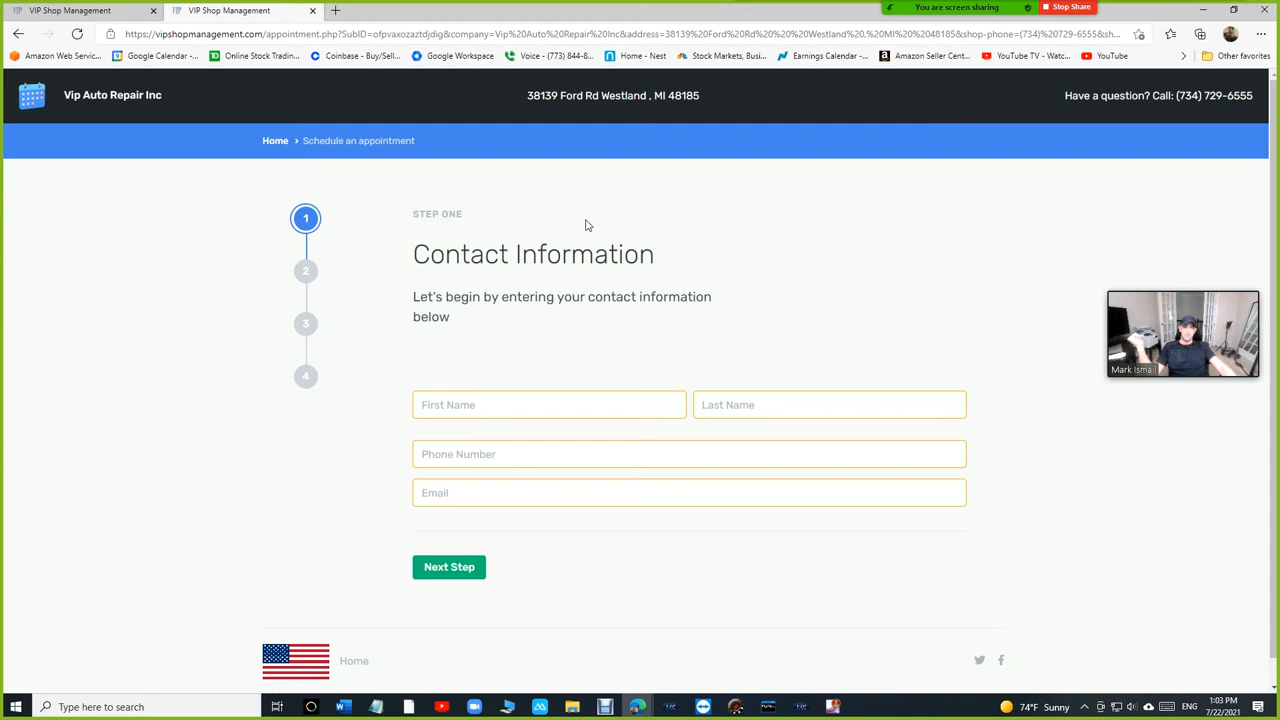 VIP Shop Management
VIP Shop Management
You are screen sharing
Stop Share
https://vipshopmanagement.com/appointment.php?SubID=ofpvaxozaztdjdig&company=Vip%20Auto%20Repair%20Inc&address=38139%20Ford%20Rd%20%20%20Westland%20,%20MI%20%2048185&shop-phone=(734)%20729-6555&sh...
Amazon Web Servic...
Google Calendar -...
Online Stock Tradin...
Coinbase - Buy/Sell...
Google Workspace
Voice - (773) 844-8...
Home - Nest
Stock Markets, Busi...
Earnings Calendar -...
Amazon Seller Cent...
YouTube TV - Watc...
YouTube
Other favorites
Vip Auto Repair Inc
38139 Ford Rd Westland , MI 48185
Have a question? Call: (734) 729-6555
Home › Schedule an appointment
1
STEP ONE
Contact Information
2
Let's begin by entering your contact information
below
3
4
Mark Ismail
First Name
Last Name
Phone Number
Email
Next Step
Home
Type here to search
74°F Sunny
ENG
1:03 PM
7/22/2021